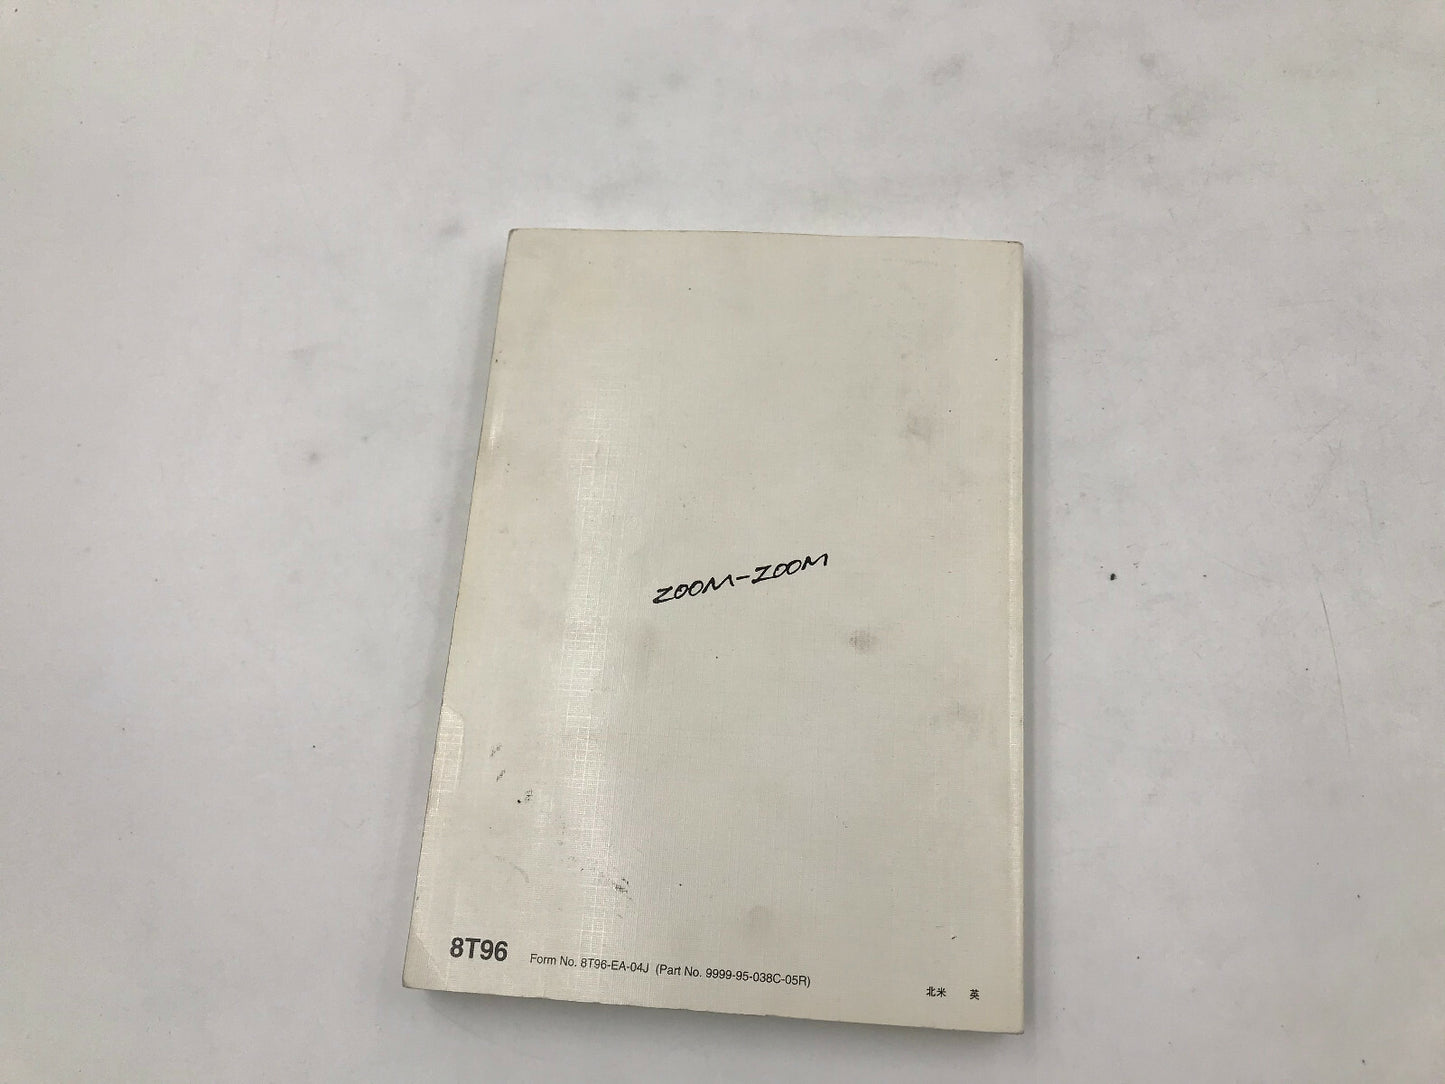 ZOOM-ZOOM
8T96 Form No. 8T96-EA-04J (Part No. 9999-95-038C-05R)
北米 英